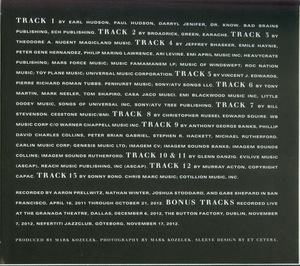 TRACK 1 BY EARL HUDSON, PAUL HUDSON, DARRYL JENIFER, DR. KNOW. BAD BRAINS
PUBLISHING, ECH PUBLISHING. TRACK 2 BY BROADRICK, GREEN, EARACHE. TRACK 3 BY
THEODORE A. NUGENT MAGICLAND MUSIC. TRACK 4 BY JEFFREY SHASKER, EMILE HAYNIE,
PETER GENE HERNANDEZ, PHILIP MARING LAWRENCE, ARI LEVINE. EMI APRIL MUSIC INC; HEAVYTONE
PUBLISHING; MARS FORCE MUSIC; MUSIC FAMAMANEM LP; MUSIC OF WINDSWEPT; ROC NATION
MUSIC; TOY PLANE MUSIC; UNIVERSAL MUSIC CORPORATION. TRACK 5 BY VINCENT J. EDWARDS,
PIERRE RICHARD ROMAN TUBBS. PENNYWIST MUSIC; SONY/ATV SONGS LLC. TRACK 6 BY TONY
MARTIN, MARK NEELER, TOM SHAPIRO. CASA JACO MUSIC; EMI BLACKWOOD MUSIC INC; LITTLE
DOOEY MUSIC, SONGS OF UNIVERSAL INC, SONY/ATV TREE PUBLISHING. TRACK 7 BY BILL
STEVENSON. CESSTONE MUSIC/BMI. TRACK 8 BY CHRISTOPHER RUSSELL EDWARD SQUIRE. WB
MUSIC CORP C/O WARNER CHAPPELL MUSIC INC. TRACK 9 BY ANTHONY GEORGE BANKS, PHILLIP
DAVID CHARLES COLLINS, PETER BRIAN GABRIEL, STEPHEN R. HACKETT, MICHAEL RUTHERFORD.
CARLIN MUSIC CORP; GENESIS MUSIC LTD. IMAGEM CV; IMAGEM SOUNDS BANKS; IMAGEM SOUNDS
COLLINS; IMAGEM SOUNDS RUTHERFORD. TRACK 10 & 11 BY GLENN DANZIG. EVILIVE MUSIC
(ASCAP), REACH MUSIC PUBLISHING, INC (ASCAP). TRACK 12 BY MURRAY ACTON, COPYRIGHT
CAPAC. TRACK 13 BY SONNY BONO. CHRIS MARC MUSIC; COTILLION MUSIC, INC.
RECORDED BY AARON PRELLWITZ, NATHAN WINTER, JOSHUA STODDARD, AND GABE SHEPARD IN
SAN FRANCISCO, APRIL 16, 2011 THROUGH OCTOBER 21, 2012. BONUS TRACKS RECORDED LIVE
AT THE GRANADA THEATRE, DALLAS, DECEMBER 6, 2012, THE BUTTON FACTORY, DUBLIN, NOVEMBER
7, 2012, NEFERTITI JAZZCLUB, GÖTEBORG, NOVEMBER 17, 2012.
PRODUCED BY MARK KOZELEK. PHOTOGRAPHY BY MARK KOZELEK. SLEEVE DESIGN BY ET CETERA.